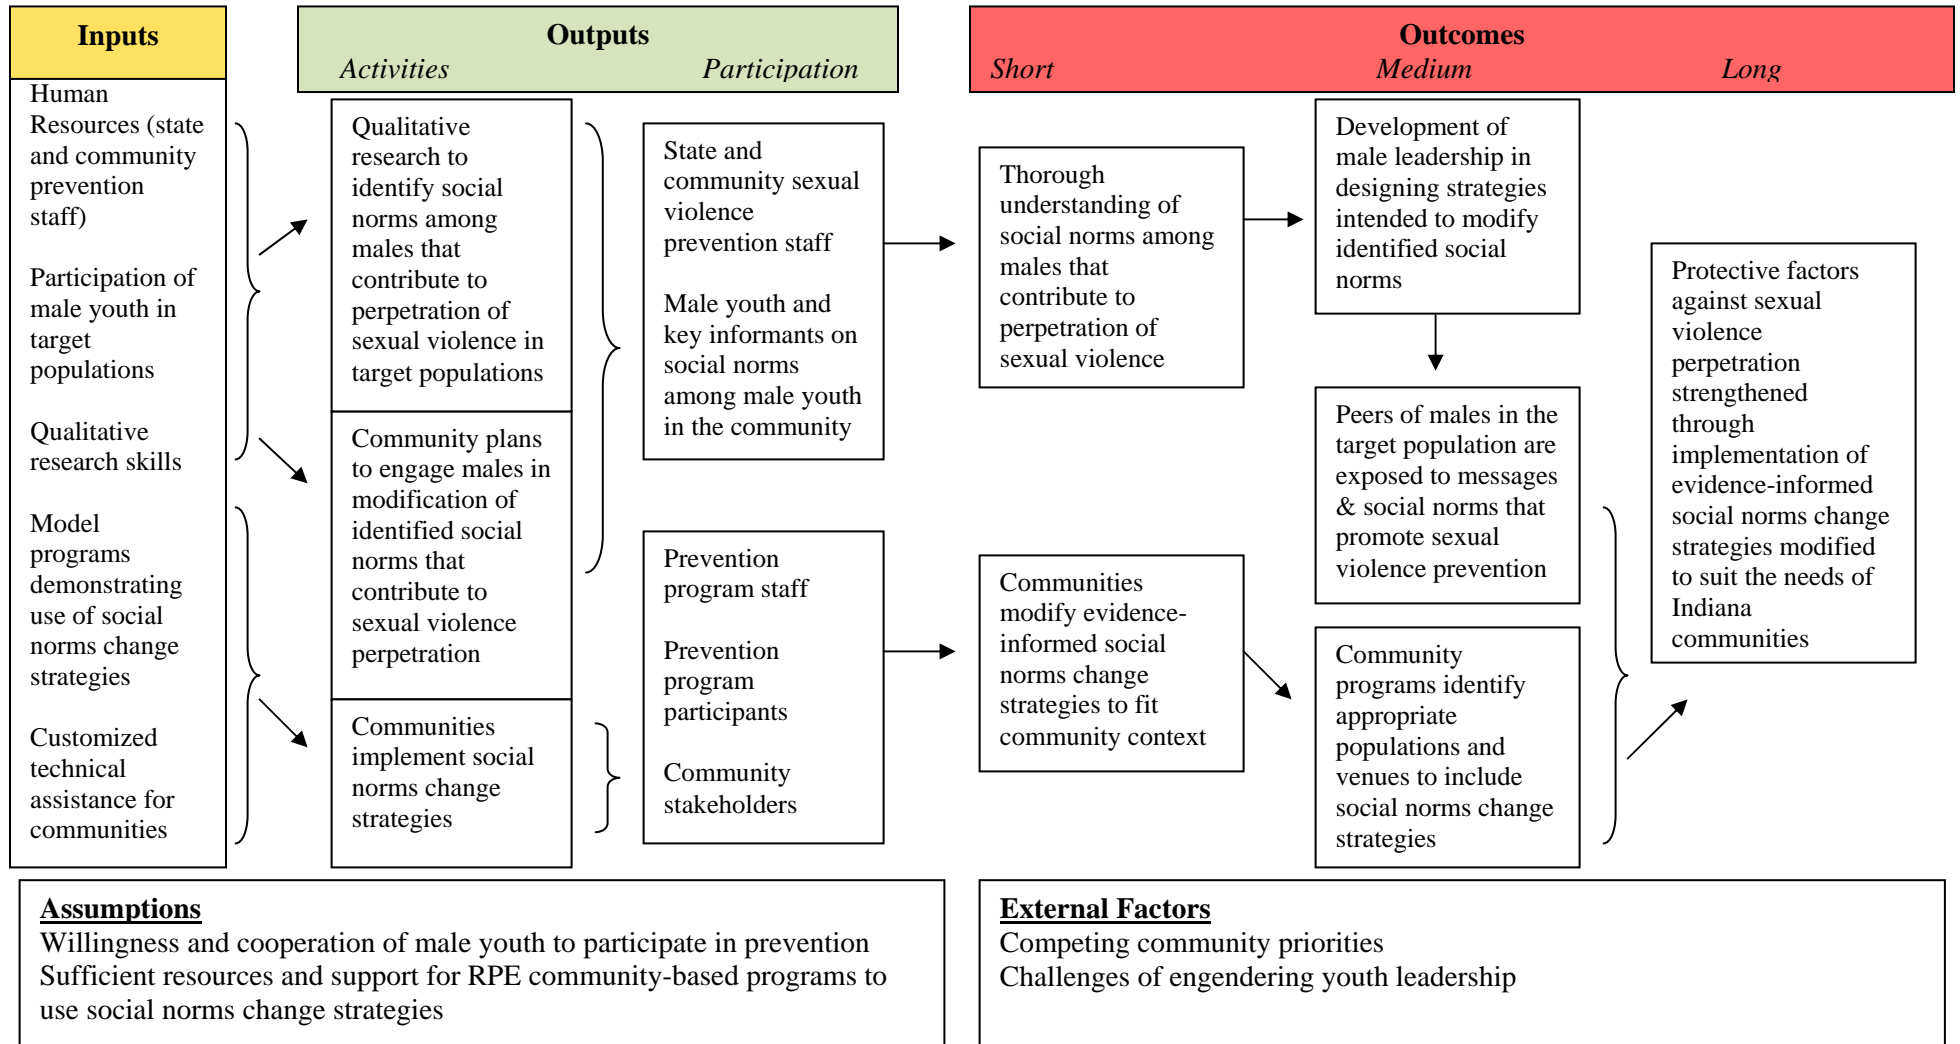 Inputs
Outputs
Activities
Participation
Outcomes
Short
Medium
Long
Human
Resources (state
and community
prevention
staff)
Participation of
male youth in
target
populations
Qualitative
research skills
Model
programs
demonstrating
use of social
norms change
strategies
Customized
technical
assistance for
communities
Qualitative
research to
identify social
norms among
males that
contribute to
perpetration of
sexual violence in
target populations
Community plans
to engage males in
modification of
identified social
norms that
contribute to
sexual violence
perpetration
Communities
implement social
norms change
strategies
State and
community sexual
violence
prevention staff
Male youth and
key informants on
social norms
among male youth
in the community
Prevention
program staff
Prevention
program
participants
Community
stakeholders
Thorough
understanding of
social norms among
males that
contribute to
perpetration of
sexual violence
Communities
modify evidence-
informed social
norms change
strategies to fit
community context
Development of
male leadership in
designing strategies
intended to modify
identified social
norms
Peers of males in the
target population are
exposed to messages
& social norms that
promote sexual
violence prevention
Community
programs identify
appropriate
populations and
venues to include
social norms change
strategies
Protective factors
against sexual
violence
perpetration
strengthened
through
implementation of
evidence-informed
social norms change
strategies modified
to suit the needs of
Indiana
communities
Assumptions
Willingness and cooperation of male youth to participate in prevention
Sufficient resources and support for RPE community-based programs to
use social norms change strategies
External Factors
Competing community priorities
Challenges of engendering youth leadership